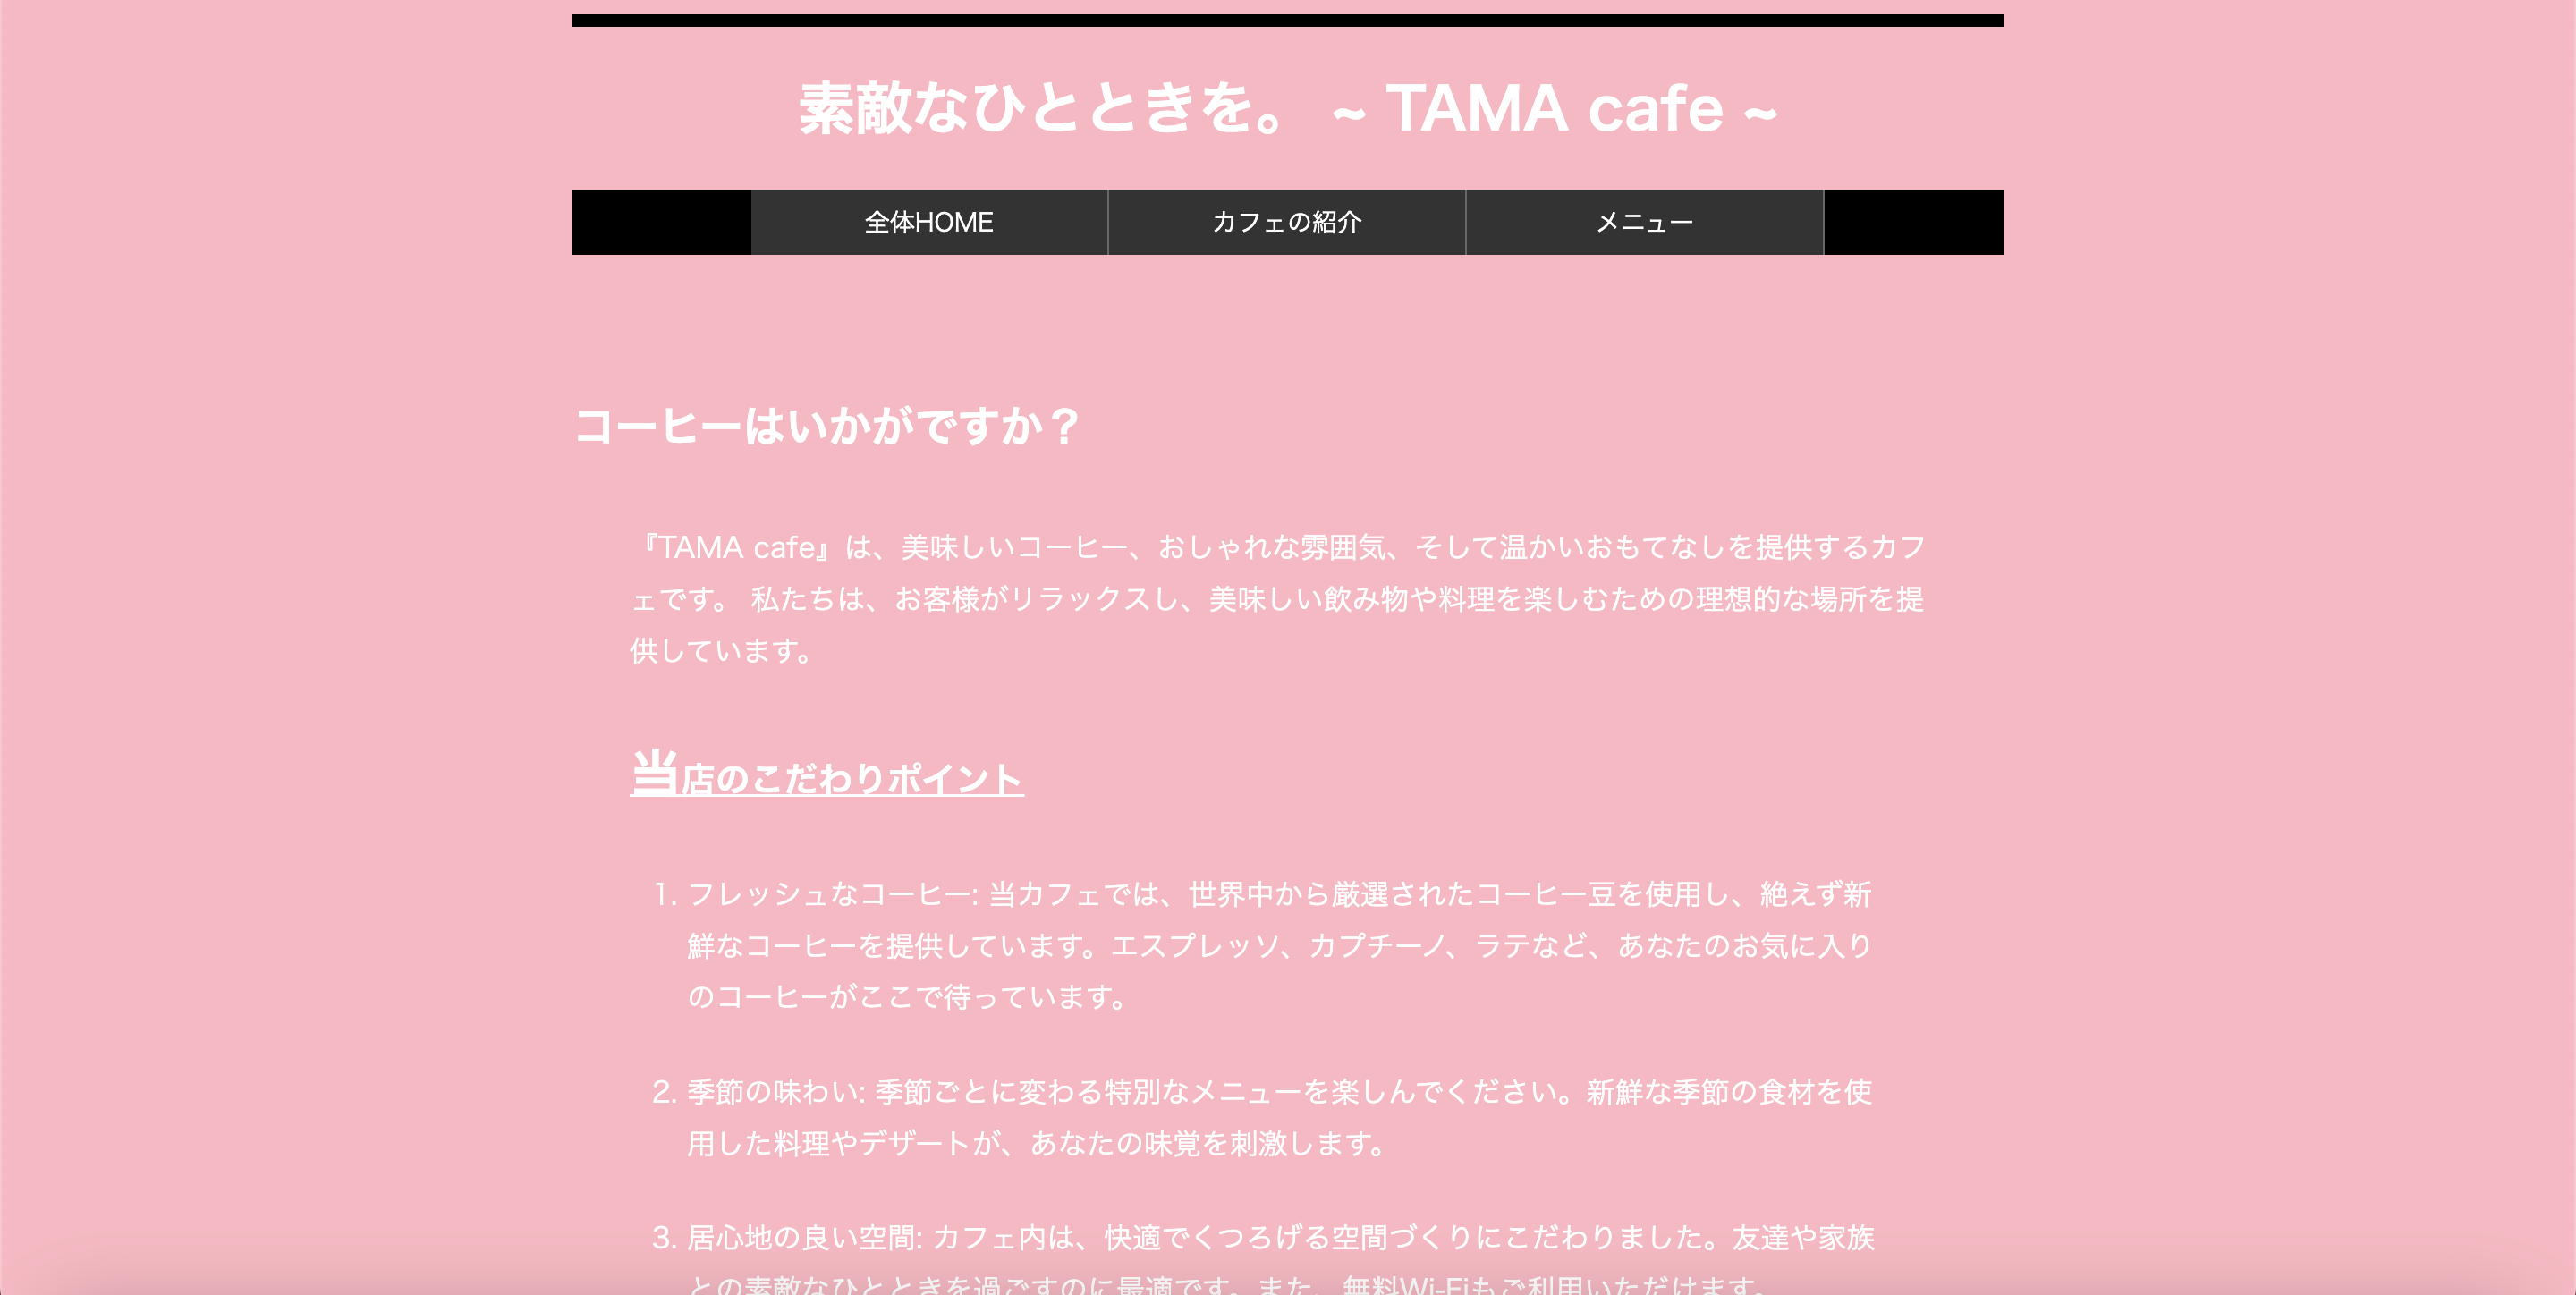 素敵なひとときを。 ~ TAMA cafe ~
全体HOME
カフェの紹介
メニュー
コーヒーはいかがですか？
『TAMA cafe』は、美味しいコーヒー、おしゃれな雰囲気、そして温かいおもてなしを提供するカフ
ェです。 私たちは、お客様がリラックスし、美味しい飲み物や料理を楽しむための理想的な場所を提
供しています。
当店のこだわりポイント
1. フレッシュなコーヒー: 当カフェでは、世界中から厳選されたコーヒー豆を使用し、絶えず新
鮮なコーヒーを提供しています。エスプレッソ、カプチーノ、ラテなど、あなたのお気に入り
のコーヒーがここで待っています。
2. 季節の味わい: 季節ごとに変わる特別なメニューを楽しんでください。新鮮な季節の食材を使
用した料理やデザートが、あなたの味覚を刺激します。
3. 居心地の良い空間: カフェ内は、快適でくつろげる空間づくりにこだわりました。友達や家族
との素敵なひとときを過ごすのに最適です。また、無料Wi-Fiもご利用いただけます。